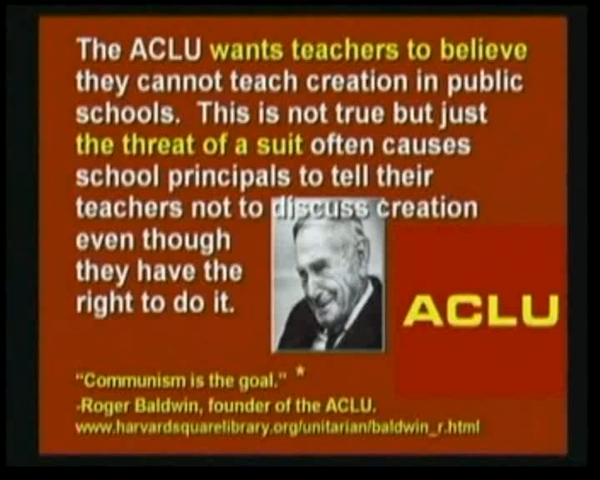 The ACLU wants teachers to believe
they cannot teach creation in public
schools. This is not true but just
the threat of a suit often causes
school principals to tell their
teachers not to discuss creation
even though
they have the
right to do it.
ACLU
"Communism is the goal." *
-Roger Baldwin, founder of the ACLU.
www.harvardsquarelibrary.org/unitarian/baldwin_r.html